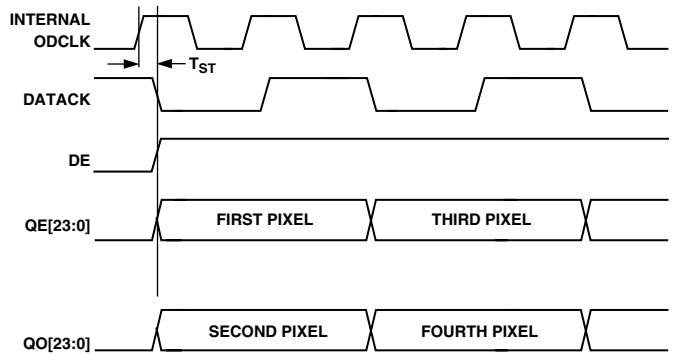 INTERNAL
ODCLK
T_ST
DATACK
DE
QE[23:0]
FIRST PIXEL
THIRD PIXEL
QO[23:0]
SECOND PIXEL
FOURTH PIXEL